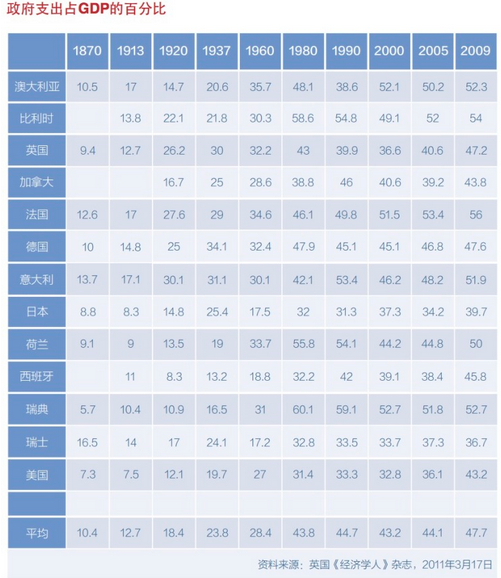 政府支出占GDP的百分比
1870 1913 1920 1937 1960 1980 1990 2000 2005 2009
澳大利亚 10.5 17 14.7 20.6 35.7 48.1 38.6 52.1 50.2 52.3
比利时 13.8 22.1 21.8 30.3 58.6 54.8 49.1 52 54
英国 9.4 12.7 26.2 30 32.2 43 39.9 36.6 40.6 47.2
加拿大 16.7 25 28.6 38.8 46 40.6 39.2 43.8
法国 12.6 17 27.6 29 34.6 46.1 49.8 51.5 53.4 56
德国 10 14.8 25 34.1 32.4 47.9 45.1 45.1 46.8 47.6
意大利 13.7 17.1 30.1 31.1 30.1 42.1 53.4 46.2 48.2 51.9
日本 8.8 8.3 14.8 25.4 17.5 32 31.3 37.3 34.2 39.7
荷兰 9.1 9 13.5 19 33.7 55.8 54.1 44.2 44.8 50
西班牙 11 8.3 13.2 18.8 32.2 42 39.1 38.4 45.8
瑞典 5.7 10.4 10.9 16.5 31 60.1 59.1 52.7 51.8 52.7
瑞士 16.5 14 17 24.1 17.2 32.8 33.5 33.7 37.3 36.7
美国 7.3 7.5 12.1 19.7 27 31.4 33.3 32.8 36.1 43.2
平均 10.4 12.7 18.4 23.8 28.4 43.8 44.7 43.2 44.1 47.7
资料来源：英国《经济学人》杂志，2011年3月17日